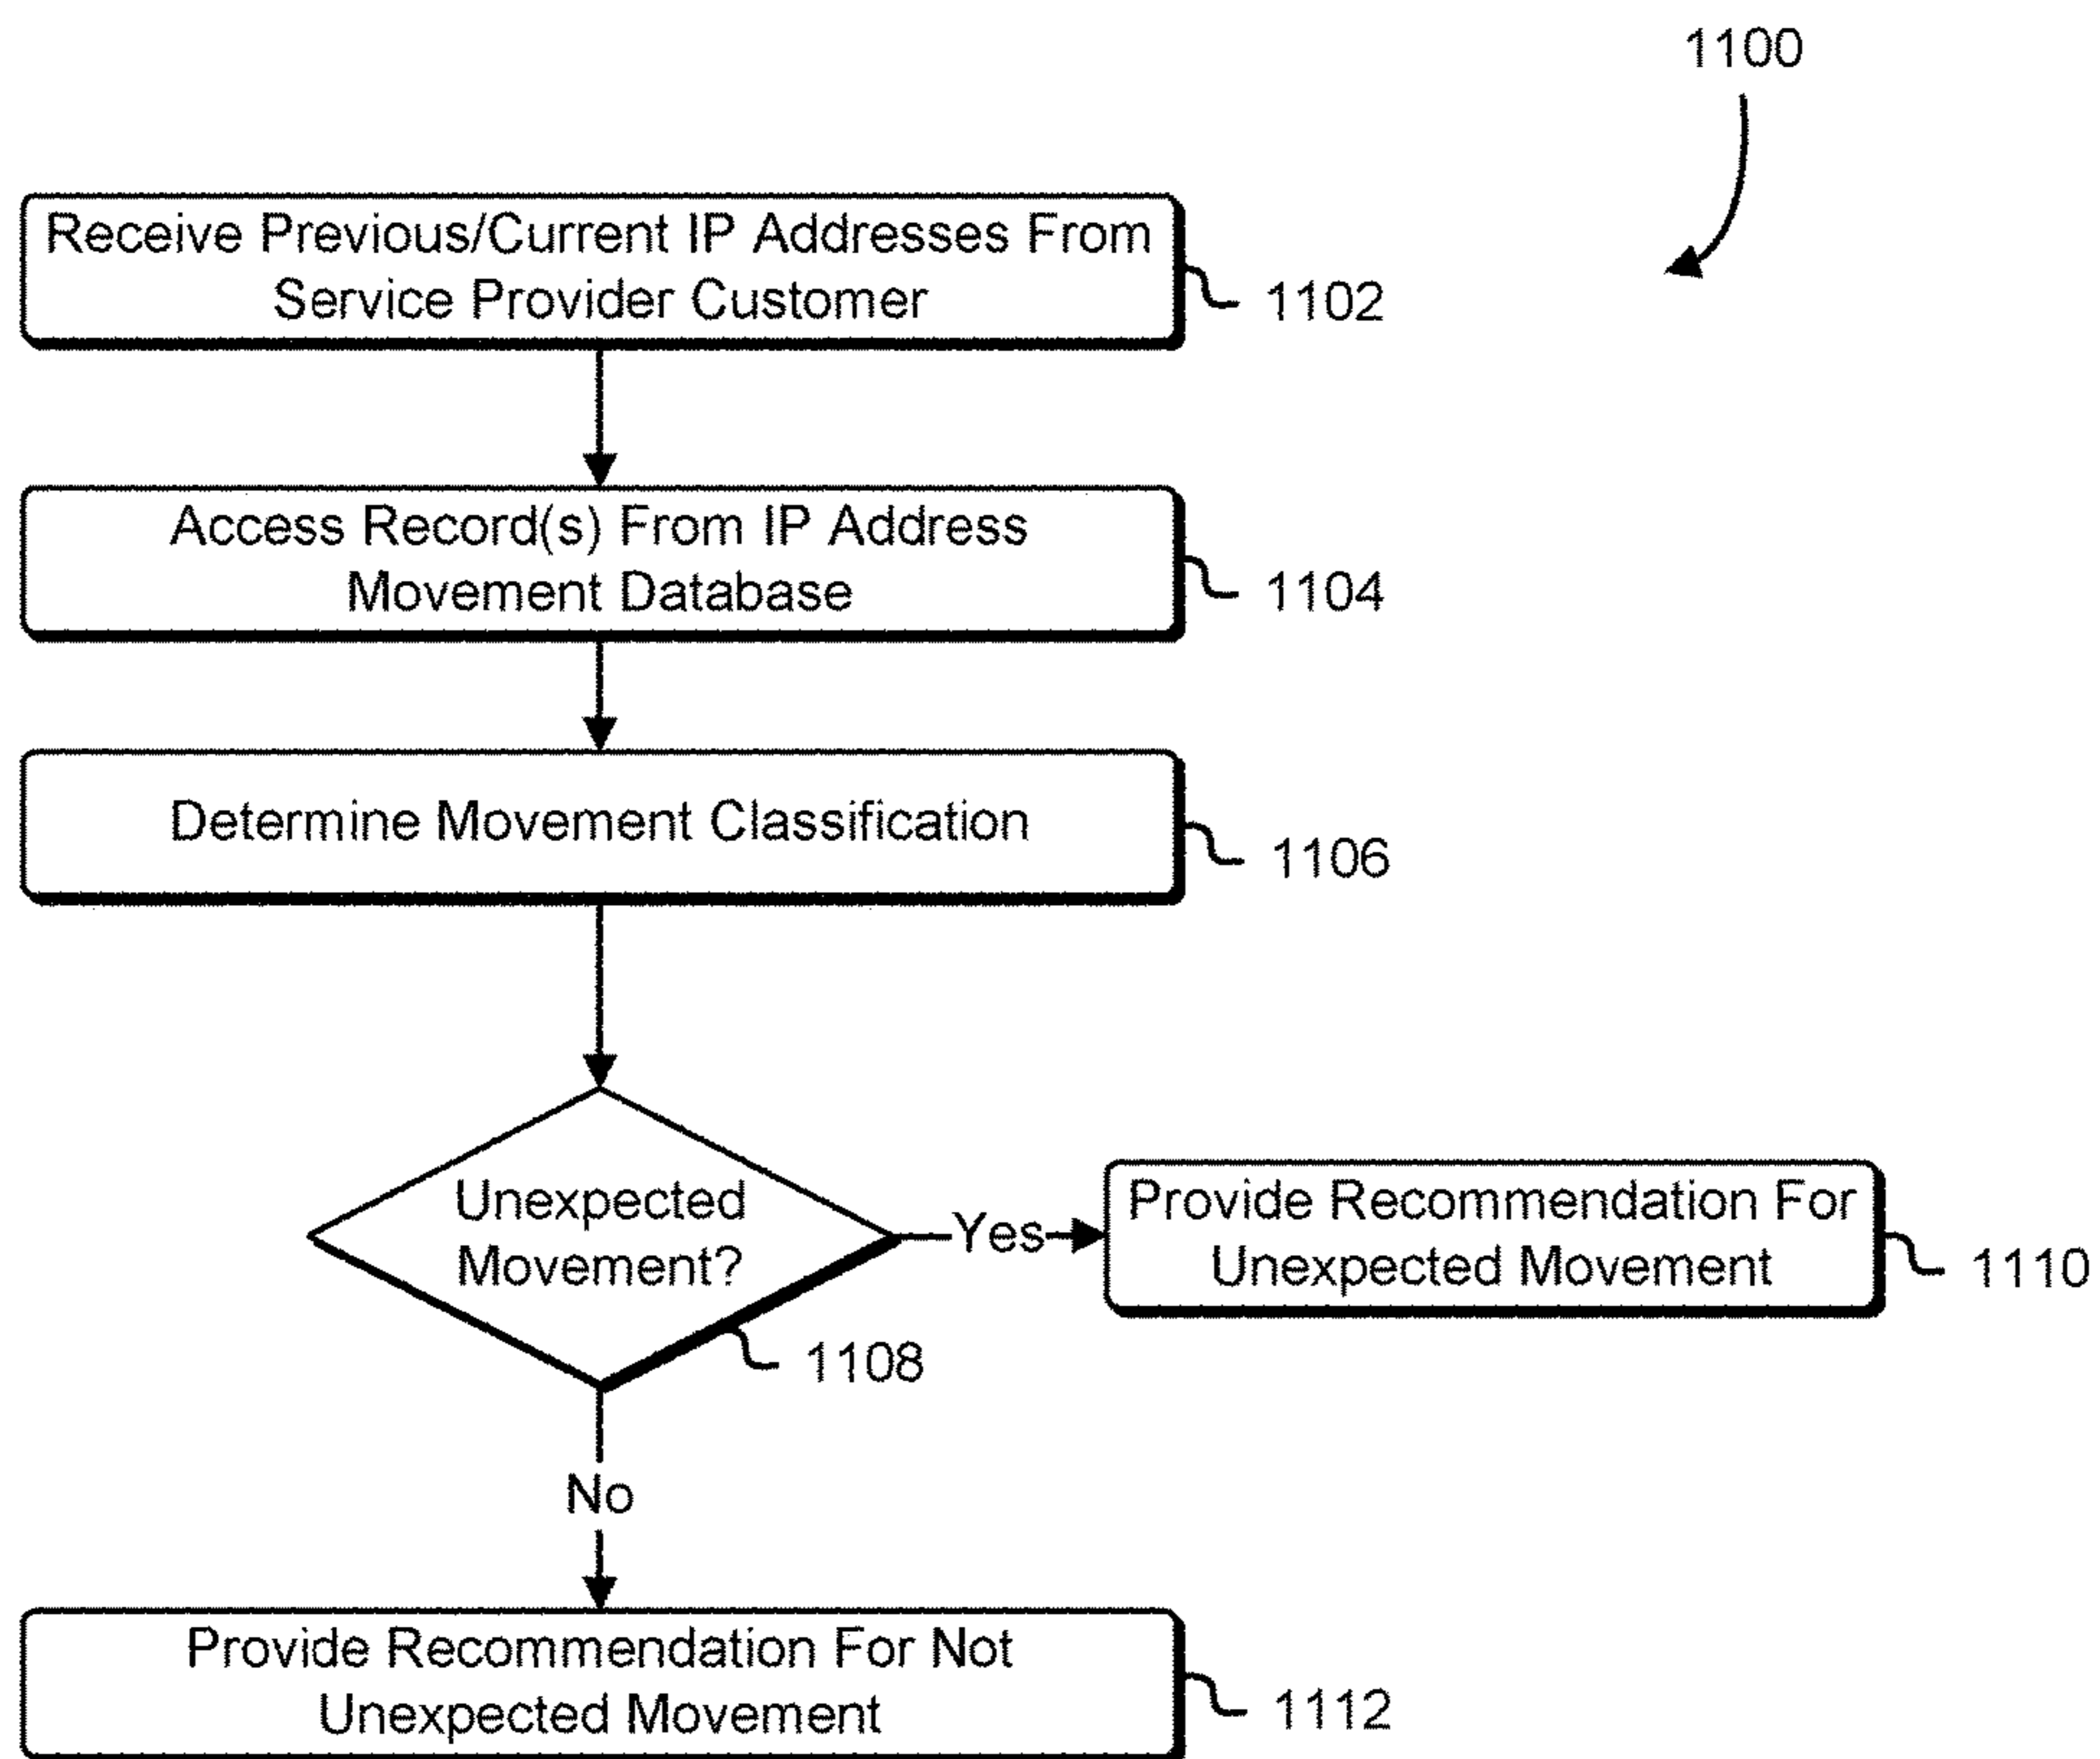 1100
Receive Previous/Current IP Addresses From
Service Provider Customer
1102
Access Record(s) From IP Address
Movement Database
1104
Determine Movement Classification
1106
Unexpected
Movement?
1108
Yes
Provide Recommendation For
Unexpected Movement
1110
No
Provide Recommendation For Not
Unexpected Movement
1112